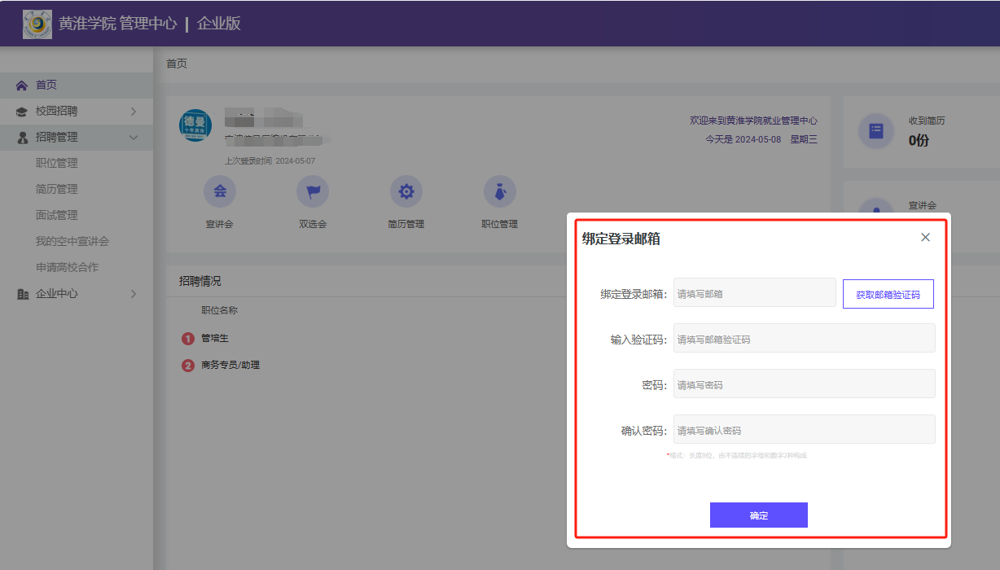 黄淮学院 管理中心 | 企业版
首页
首页
校园招聘
招聘管理
职位管理
简历管理
面试管理
我的空中宣讲会
申请高校合作
企业中心
德曼
欢迎来到黄淮学院就业管理中心
今天是 2024-05-08 星期三
上次登录时间 2024-05-07
宣讲会
双选会
简历管理
职位管理
收到简历
0份
宣讲会
招聘情况
职位名称
1 管培生
2 商务专员/助理
绑定登录邮箱
绑定登录邮箱: 请填写邮箱 获取邮箱验证码
输入验证码: 请填写邮箱验证码
密码: 请填写密码
确认密码: 请填写确认密码
*格式：长度8位，由不连续的字母和数字2种构成
确定